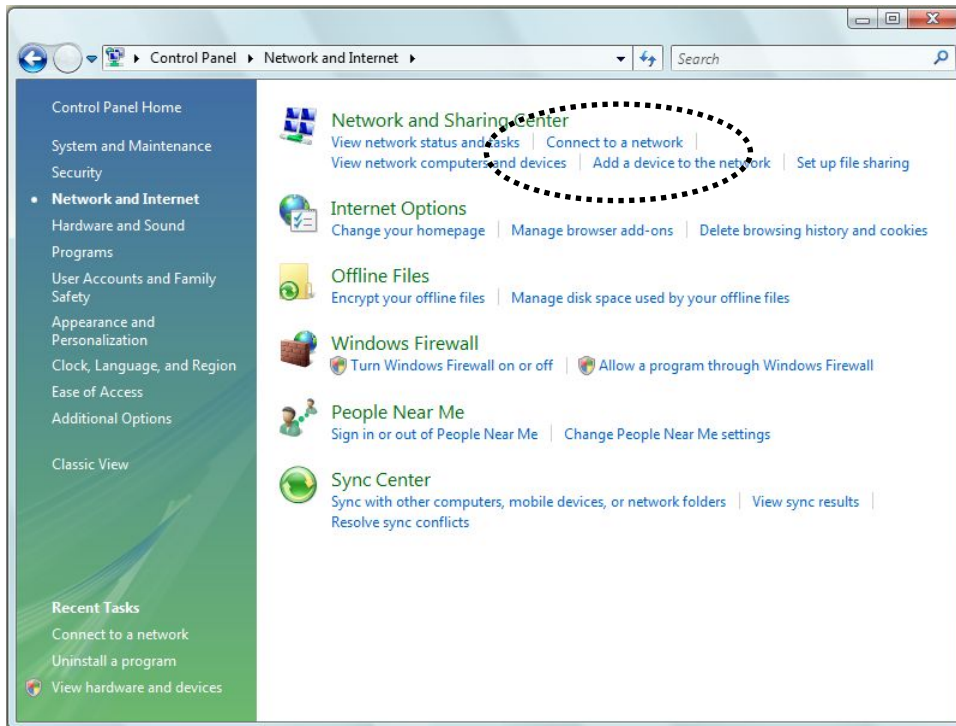 Control Panel Network and Internet Search
Control Panel Home
System and Maintenance
Security
Network and Internet
Hardware and Sound
Programs
User Accounts and Family
Safety
Appearance and
Personalization
Clock, Language, and Region
Ease of Access
Additional Options
Classic View
Recent Tasks
Connect to a network
Uninstall a program
View hardware and devices
Network and Sharing Center
View network status and tasks Connect to a network
View network computers and devices Add a device to the network Set up file sharing
Internet Options
Change your homepage Manage browser add-ons Delete browsing history and cookies
Offline Files
Encrypt your offline files Manage disk space used by your offline files
Windows Firewall
Turn Windows Firewall on or off Allow a program through Windows Firewall
People Near Me
Sign in or out of People Near Me Change People Near Me settings
Sync Center
Sync with other computers, mobile devices, or network folders View sync results
Resolve sync conflicts